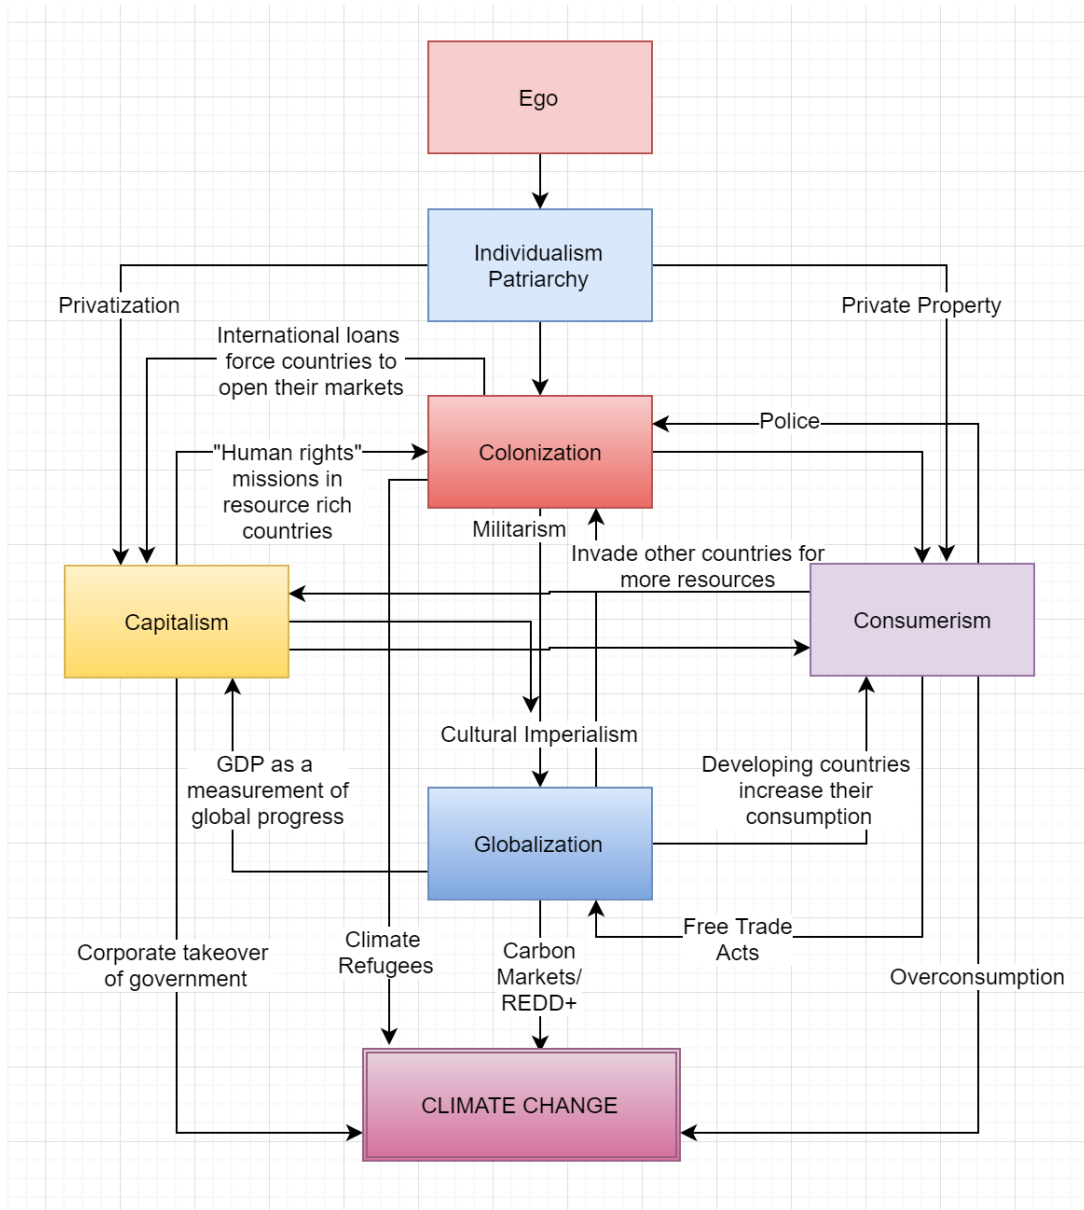 Ego
Individualism
Patriarchy
Privatization
Private Property
International loans
force countries to
open their markets
Police
Colonization
"Human rights"
missions in
resource rich
countries
Militarism
Invade other countries for
more resources
Capitalism
Consumerism
Cultural Imperialism
GDP as a
measurement of
global progress
Developing countries
increase their
consumption
Globalization
Free Trade
Acts
Corporate takeover
of government
Climate
Refugees
Carbon
Markets/
REDD+
Overconsumption
CLIMATE CHANGE